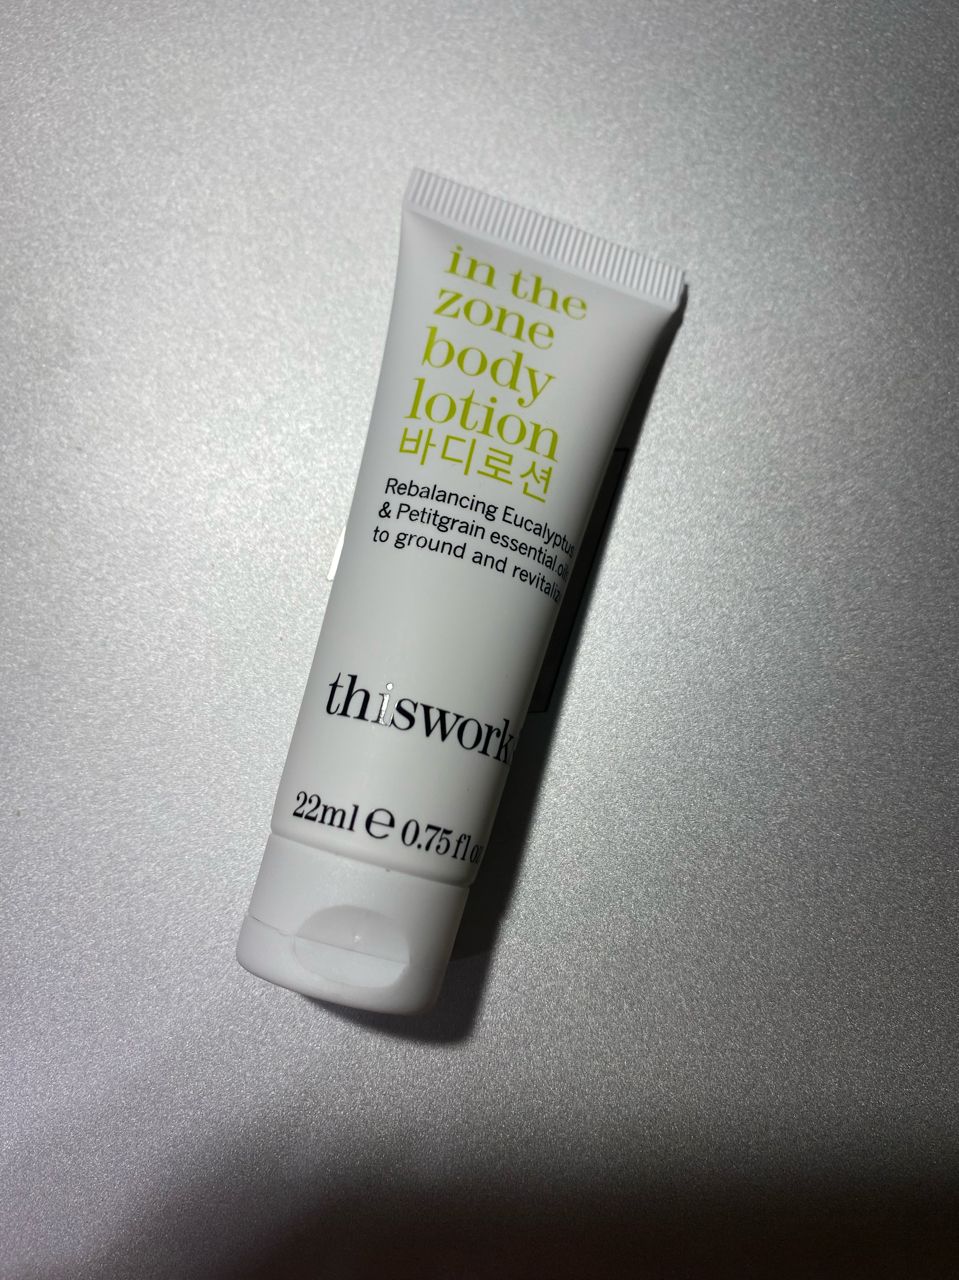 in the
zone
body
lotion
바디로션
Rebalancing Eucalyptus
& Petitgrain essential
to ground and
thiswork
22ml ℮ 0.75 fl